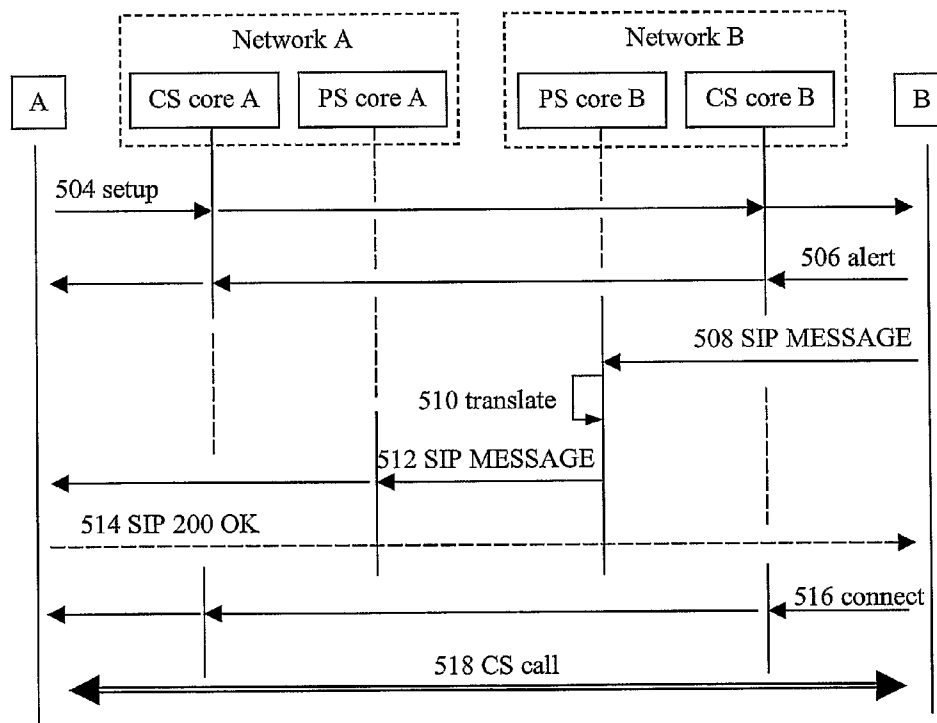 Network A
Network B
A
CS core A
PS core A
PS core B
CS core B
B
504 setup
506 alert
508 SIP MESSAGE
510 translate
512 SIP MESSAGE
514 SIP 200 OK
516 connect
518 CS call